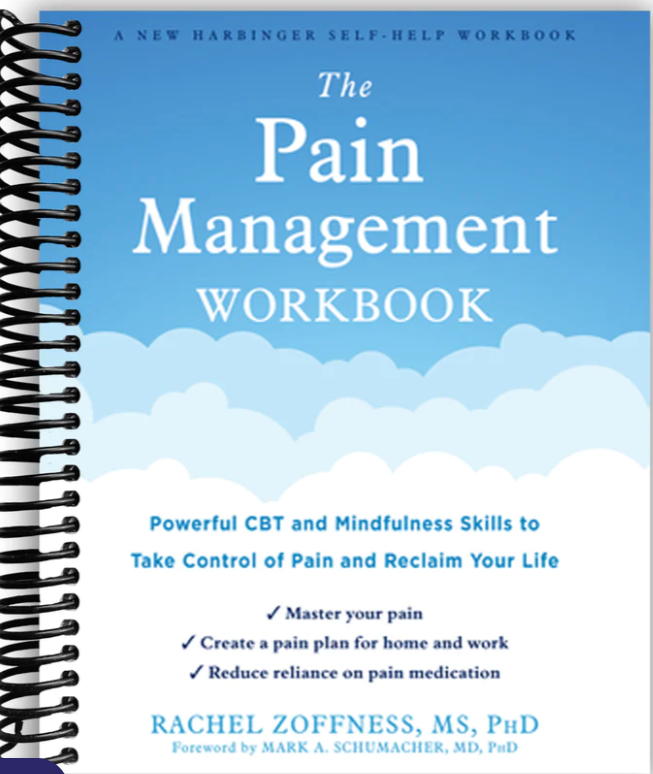 A NEW HARBINGER SELF-HELP WORKBOOK
The
Pain
Management
WORKBOOK
Powerful CBT and Mindfulness Skills to
Take Control of Pain and Reclaim Your Life
✓ Master your pain
✓ Create a pain plan for home and work
✓ Reduce reliance on pain medication
RACHEL ZOFFNESS, MS, PHD
Foreword by MARK A. SCHUMACHER, MD, PHD